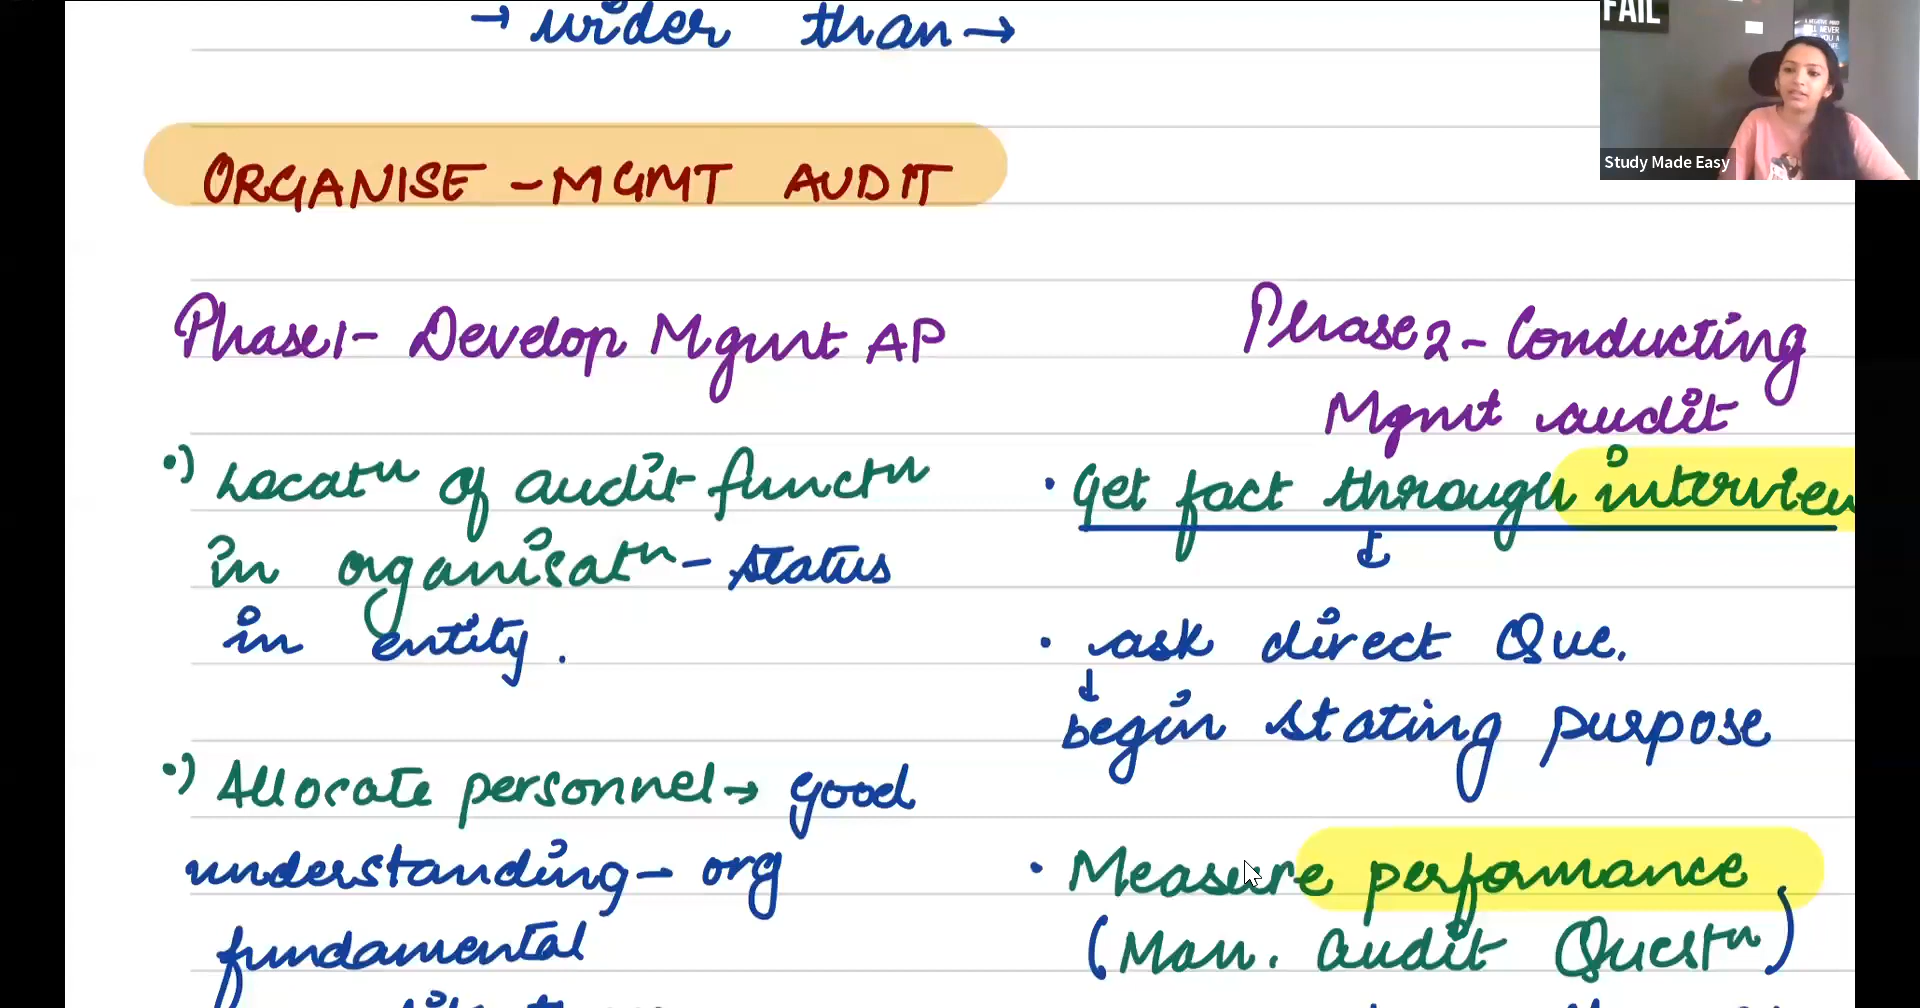 → wider than →
ORGANISE - MGMT AUDIT
Phase1- Develop Mgmt AP
•) Locatⁿ of audit functⁿ
in organisatⁿ - status
in entity.
•) Allocate personnel → good
understanding - org
fundamental
Phase2- Conducting
Mgmt audit
• Get fact through interview
• ask direct Que.
begin stating purpose
• Measure performance
(Man. audit Questⁿ)
FAIL
Study Made Easy